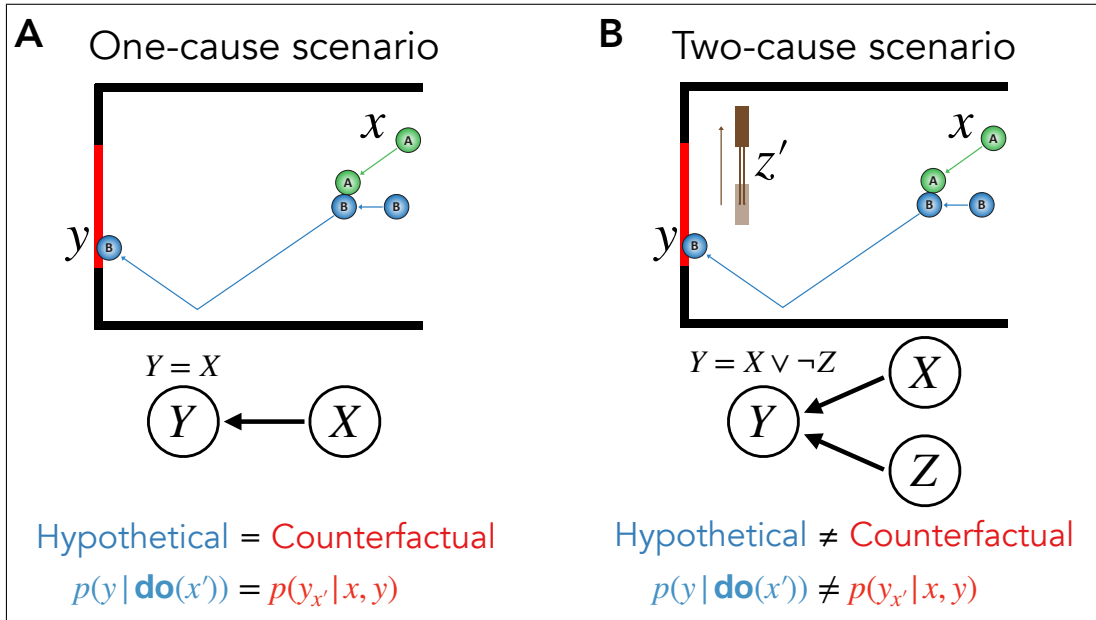 A
One-cause scenario
x
A
A
B
B
y
B
Y = X
Y
X
Hypothetical = Counterfactual
p(y | do(x′)) = p(yₓ′ | x, y)
B
Two-cause scenario
z′
x
A
A
B
B
y
B
Y = X ∨ ¬Z
X
Y
Z
Hypothetical ≠ Counterfactual
p(y | do(x′)) ≠ p(yₓ′ | x, y)